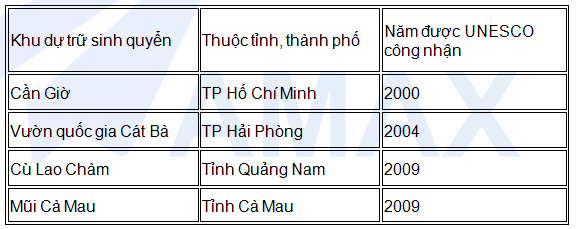 Khu dự trữ sinh quyển Thuộc tỉnh, thành phố Năm được UNESCO
công nhận
Cần Giờ TP Hồ Chí Minh 2000
Vườn quốc gia Cát Bà TP Hải Phòng 2004
Cù Lao Chàm Tỉnh Quảng Nam 2009
Mũi Cà Mau Tỉnh Cà Mau 2009
AMAX